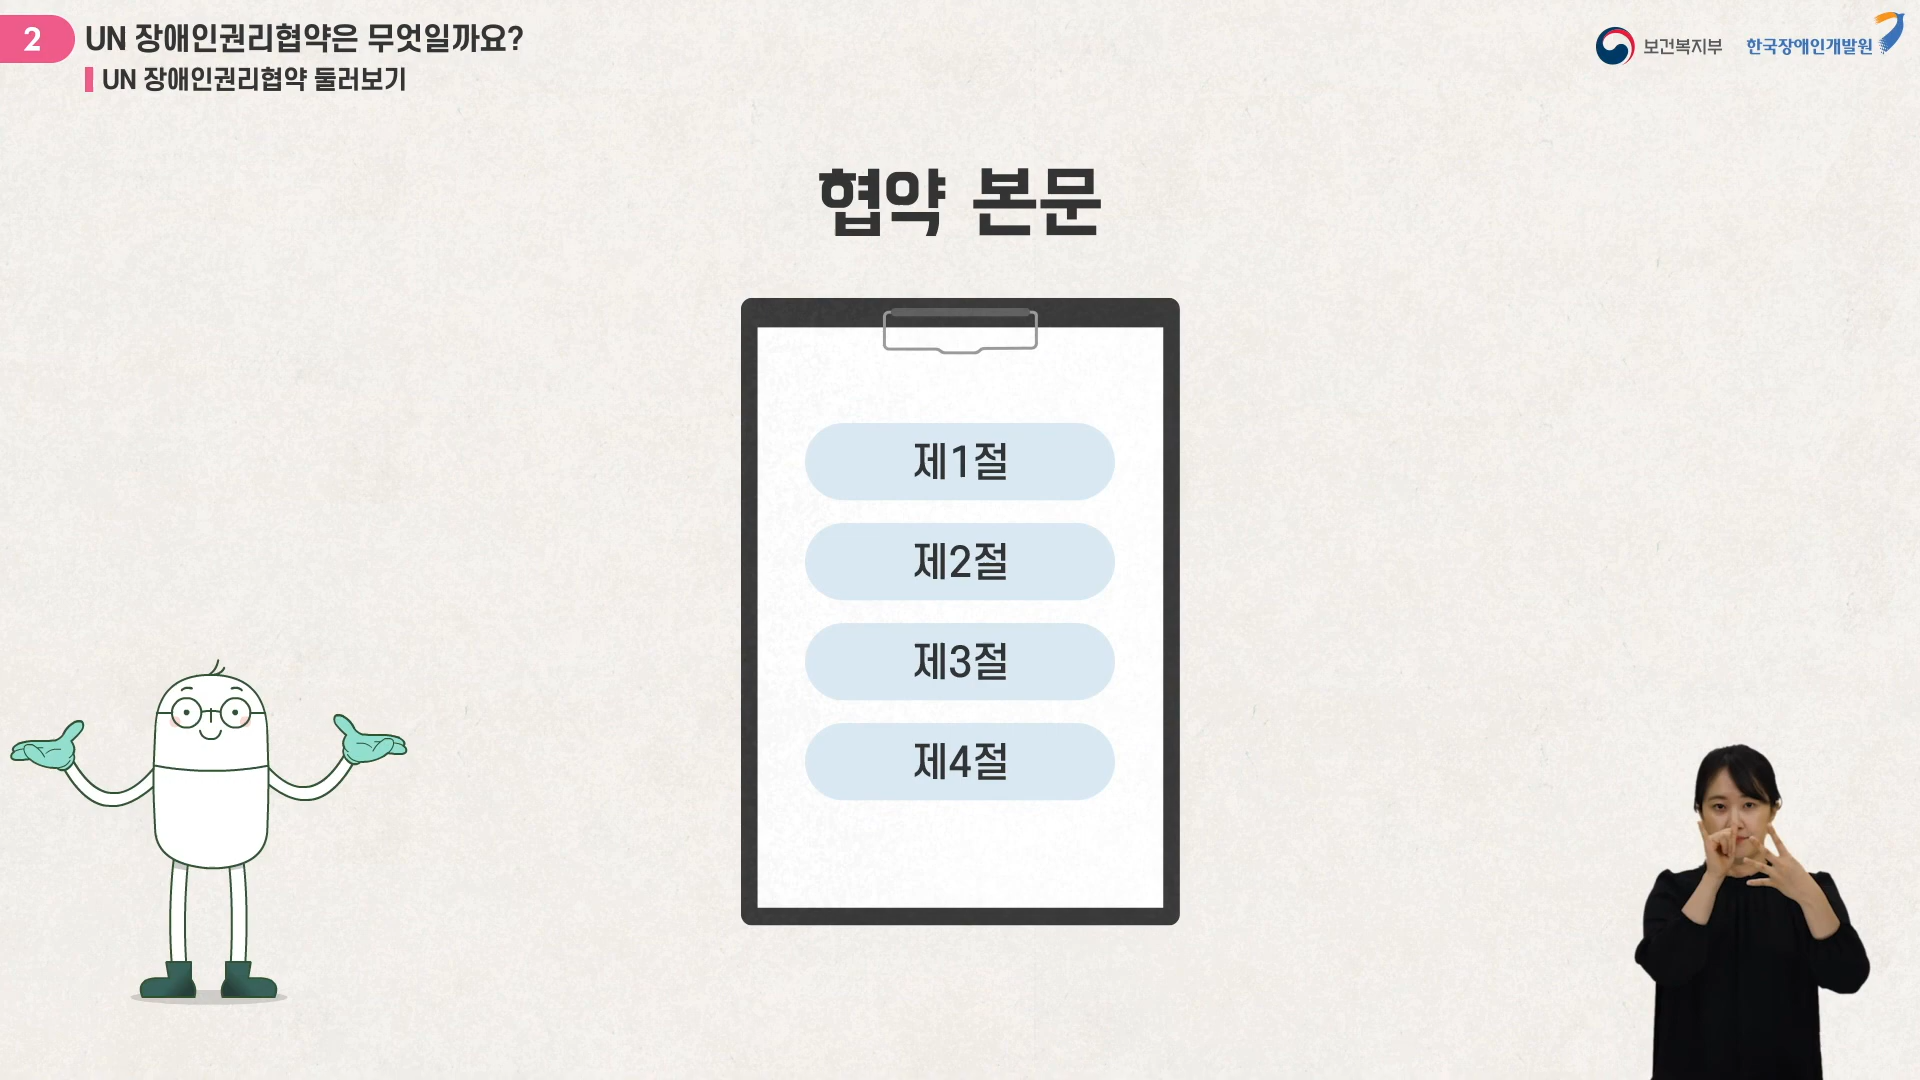 2
UN 장애인권리협약은 무엇일까요?
UN 장애인권리협약 둘러보기
보건복지부
한국장애인개발원
협약 본문
제1절
제2절
제3절
제4절